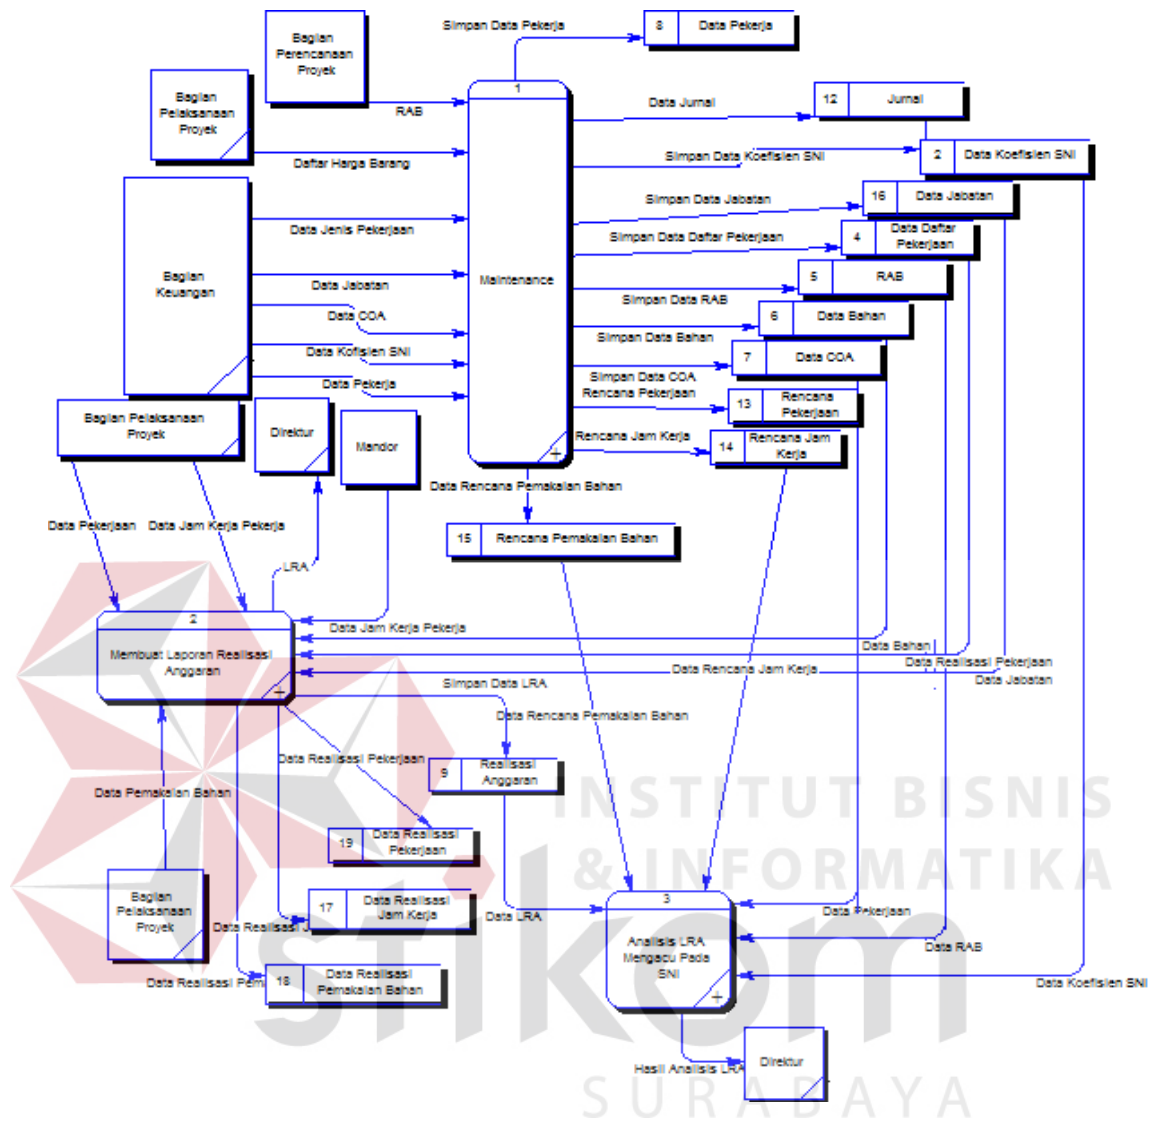 Simpan Data Pekerja
8 Data Pekerja
Bagian
Perencanaan
Proyek
RAB
Bagian
Pelaksanaan
Proyek
Daftar Harga Barang
1
Maintenance
Data Jurnal
12 Jurnal
Simpan Data Koefisien SNI
2 Data Koefisien SNI
Simpan Data Jabatan
16 Data Jabatan
Simpan Data Daftar Pekerjaan
4 Data Daftar
Pekerjaan
5 RAB
Simpan Data RAB
6 Data Bahan
Simpan Data Bahan
7 Data COA
Simpan Data COA
Rencana Pekerjaan
13 Rencana
Pekerjaan
Rencana Jam Kerja
14 Rencana Jam
Kerja
Bagian
Keuangan
Data Jenis Pekerjaan
Data Jabatan
Data COA
Data Kofisien SNI
Data Pekerja
Bagian Pelaksanaan
Proyek
Direktur
Mandor
Data Rencana Pemakaian Bahan
15 Rencana Pemakaian Bahan
Data Pekerjaan
Data Jam Kerja Pekerja
LRA
2
Membuat Laporan Realisasi
Anggaran
Data Jam Kerja Pekerja
Data Bahan
Data Realisasi Pekerjaan
Data Rencana Jam Kerja
Data Jabatan
Simpan Data LRA
Data Rencana Pemakaian Bahan
Data Realisasi Pekerjaan
9 Realisasi
Anggaran
Data Pemakaian Bahan
19 Data Realisasi
Pekerjaan
Bagian
Pelaksanaan
Proyek
17 Data Realisasi
Jam Kerja
Data Realisasi J
Data Realisasi Pem
18 Data Realisasi
Pemakaian Bahan
Data LRA
3
Analisis LRA
Mengacu Pada
SNI
Data Pekerjaan
Data RAB
Data Koefisien SNI
Hasil Analisis LRA
Direktur
INSTITUT BISNIS
& INFORMATIKA
stikom
SURABAYA